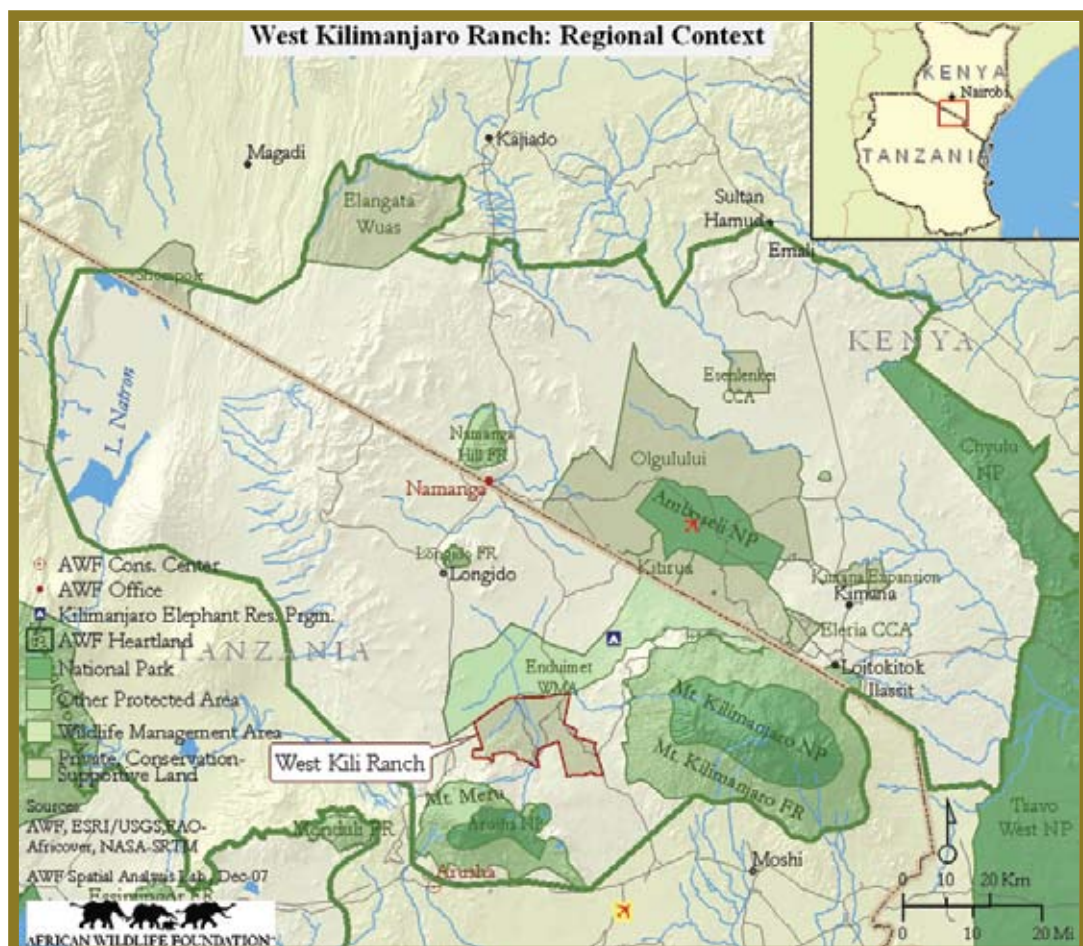 West Kilimanjaro Ranch: Regional Context
KENYA
Nairobi
TANZANIA
Magadi
Kajiado
Elangata
Wuas
Sultan
Hamud
Emali
Shompole
KENYA
L. Natron
Eselenkei
CCA
Namanga
Hill FR
Olgululului
Chyulu
NP
Namanga
Amboseli NP
Longido FR
Longido
Kitirua
Kimana Expansion
Kimana
Eleria CCA
Loitokitok
Ilassit
TANZANIA
Enduimet
WMA
Mt. Kilimanjaro NP
Mt. Kilimanjaro FR
West Kili Ranch
Mt. Meru
Arusha NP
Monduli FR
Arusha
Moshi
Tsavo
West NP
Essimingor FR
AWF Cons. Center
AWF Office
Kilimanjaro Elephant Res. Prgm.
AWF Heartland
National Park
Other Protected Area
Wildlife Management Area
Private, Conservation-
Supportive Land
Sources:
AWF, ESRI/USGS,FAO-
Africover, NASA-SRTM
AWF Spatial Analysis Lab, Dec-07
AFRICAN WILDLIFE FOUNDATION
0 10 20 Km
0 10 20 Mi